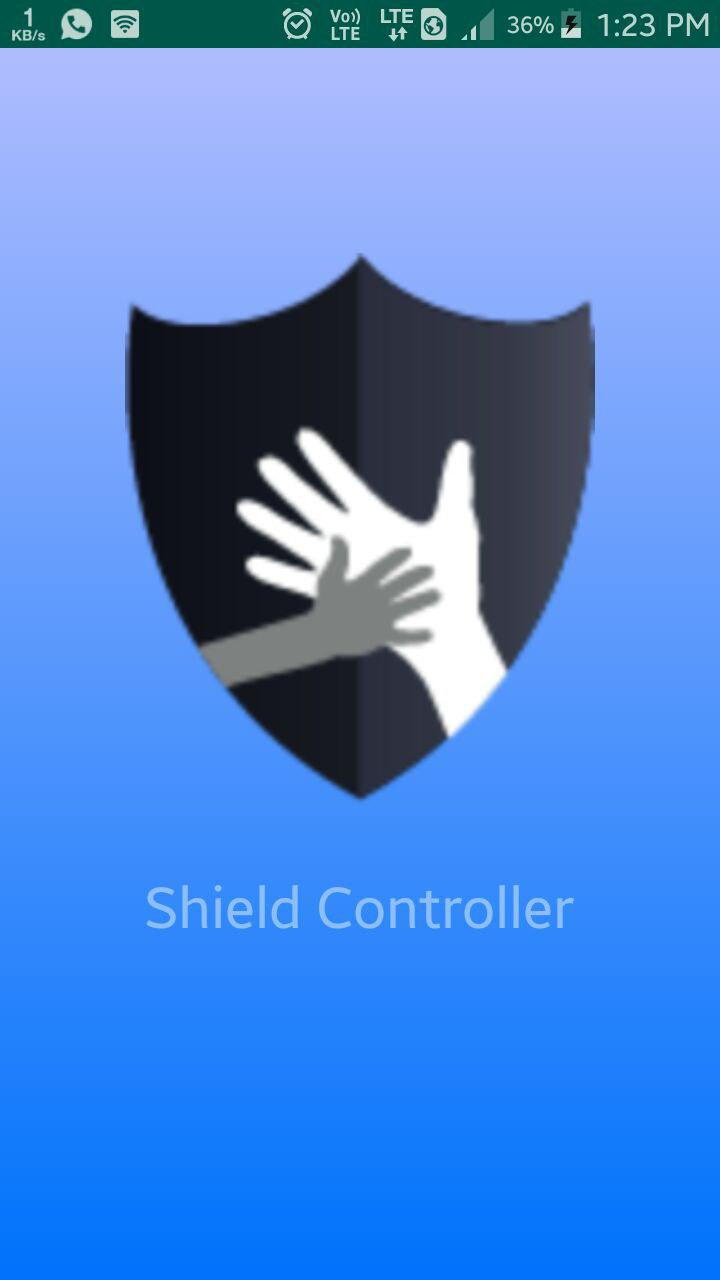 1
KB/s
Vo))
LTE
LTE
36%
1:23 PM
Shield Controller